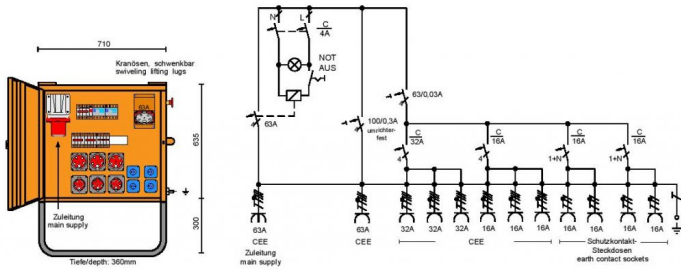 710
Kranösen, schwenkbar
swiveling lifting lugs
63A
635
300
Zuleitung
main supply
Tiefe/depth: 360mm
N
L
C
4A
NOT
AUS
63A
100/0,3A
umrichter-
fest
63/0,03A
C
32A
4
C
16A
4
C
16A
1+N
C
16A
1+N
63A
CEE
Zuleitung
main supply
63A
CEE
32A
32A
32A
16A
16A
16A
CEE
16A
16A
16A
16A
Schutzkontakt-
Steckdosen
earth contact sockets